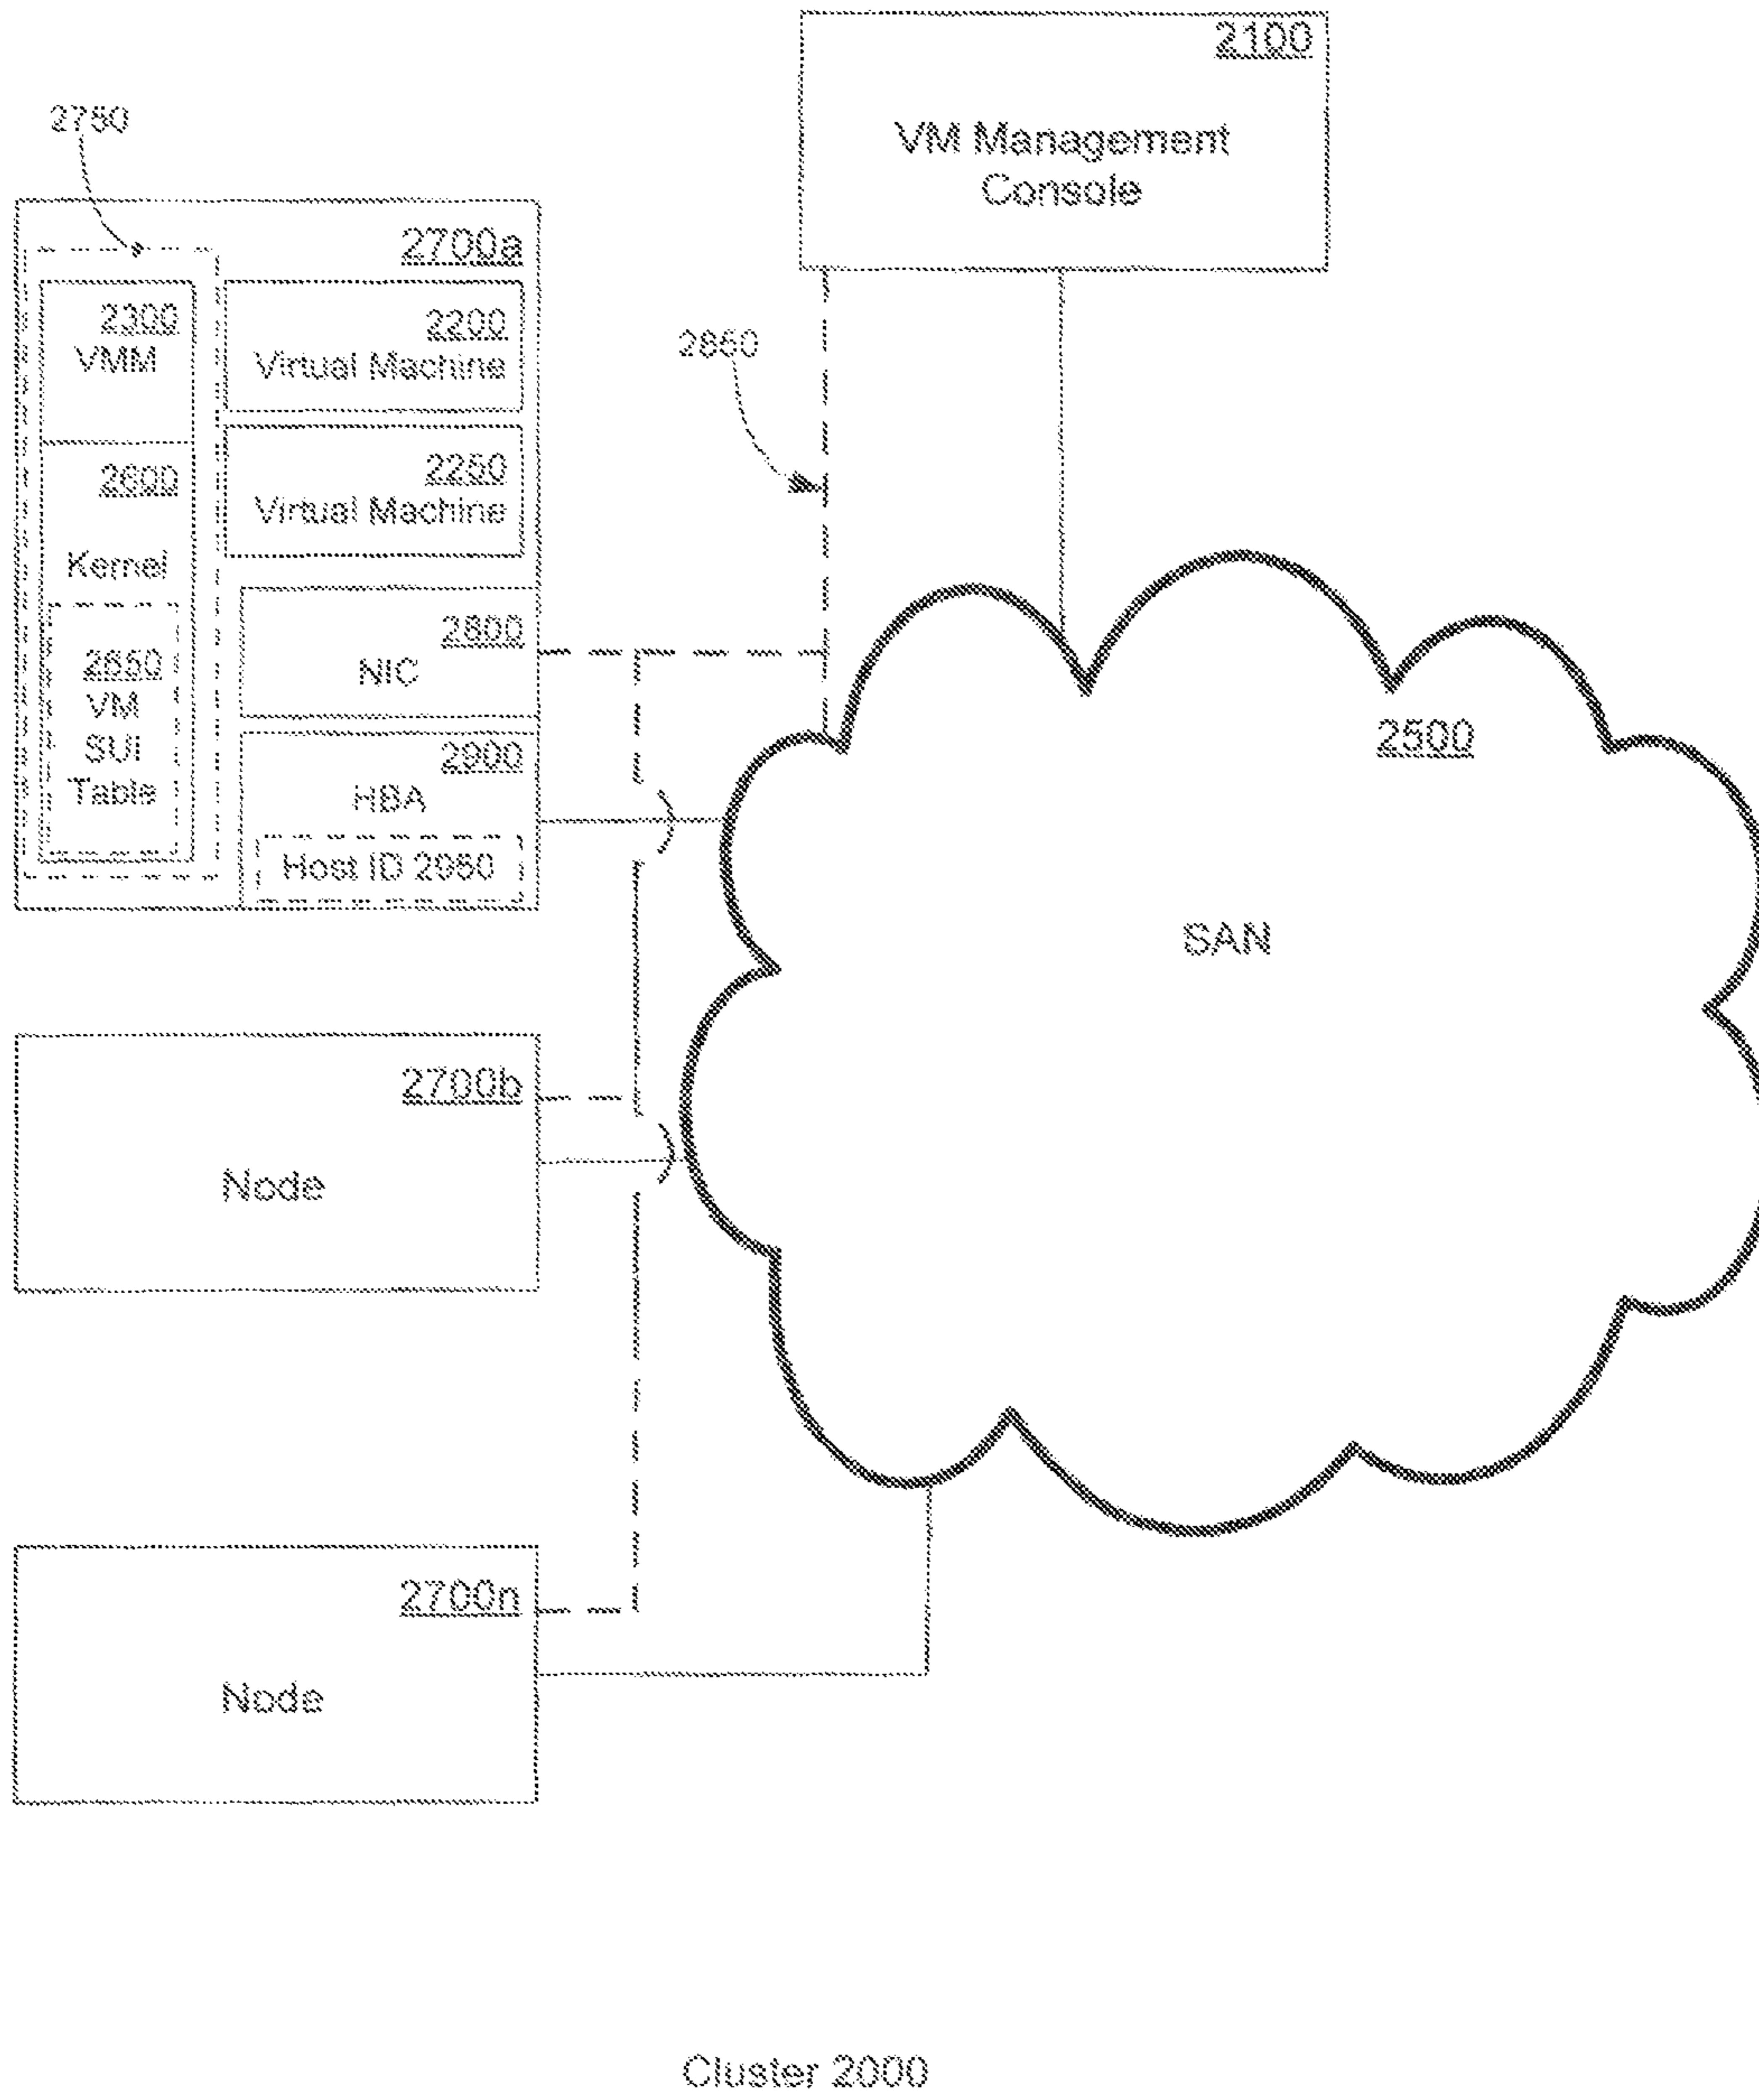 2100
VM Management
Console
2750
2700a
2300
VMM
2200
Virtual Machine
2850
2250
Virtual Machine
2600
Kernel
2800
NIC
2650
VM
SUI
Table
2900
HBA
Host ID 2950
2500
SAN
2700b
Node
2700n
Node
Cluster 2000